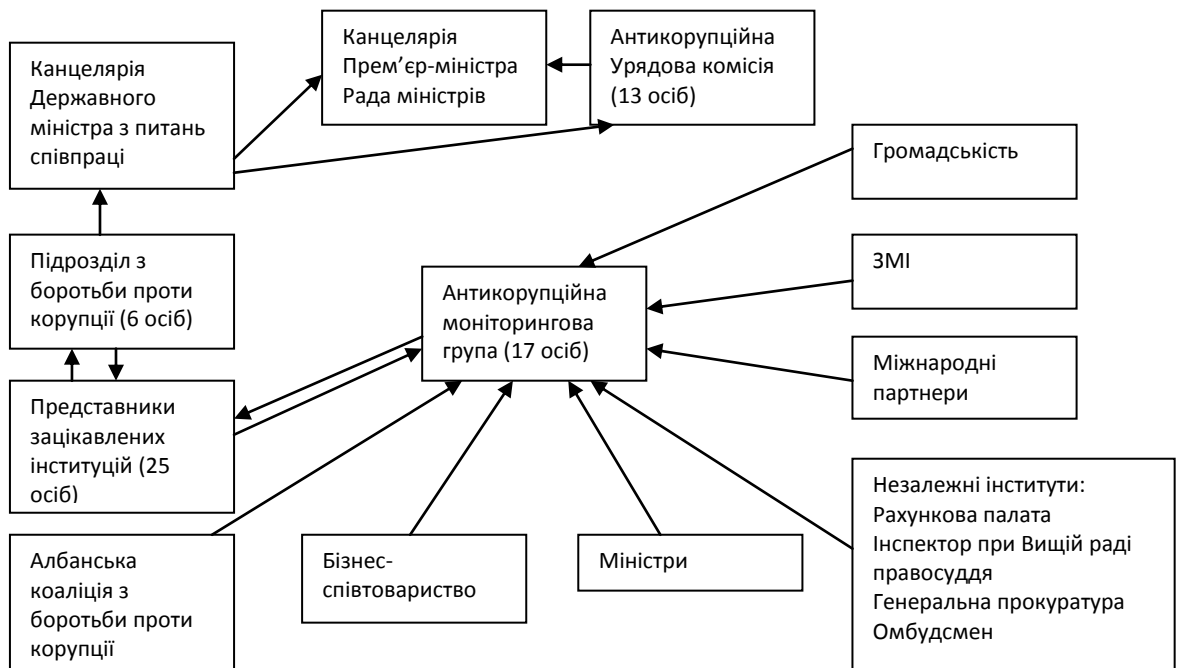 Канцелярія
Державного
міністра з питань
співпраці
Канцелярія
Прем’єр-міністра
Рада міністрів
Антикорупційна
Урядова комісія
(13 осіб)
Громадськість
Підрозділ з
боротьби проти
корупції (6 осіб)
Антикорупційна
моніторингова
група (17 осіб)
ЗМІ
Міжнародні
партнери
Представники
зацікавлених
інституцій (25
осіб)
Албанська
коаліція з
боротьби проти
корупції
Бізнес-
співтовариство
Міністри
Незалежні інститути:
Рахункова палата
Інспектор при Вищій раді
правосуддя
Генеральна прокуратура
Омбудсмен